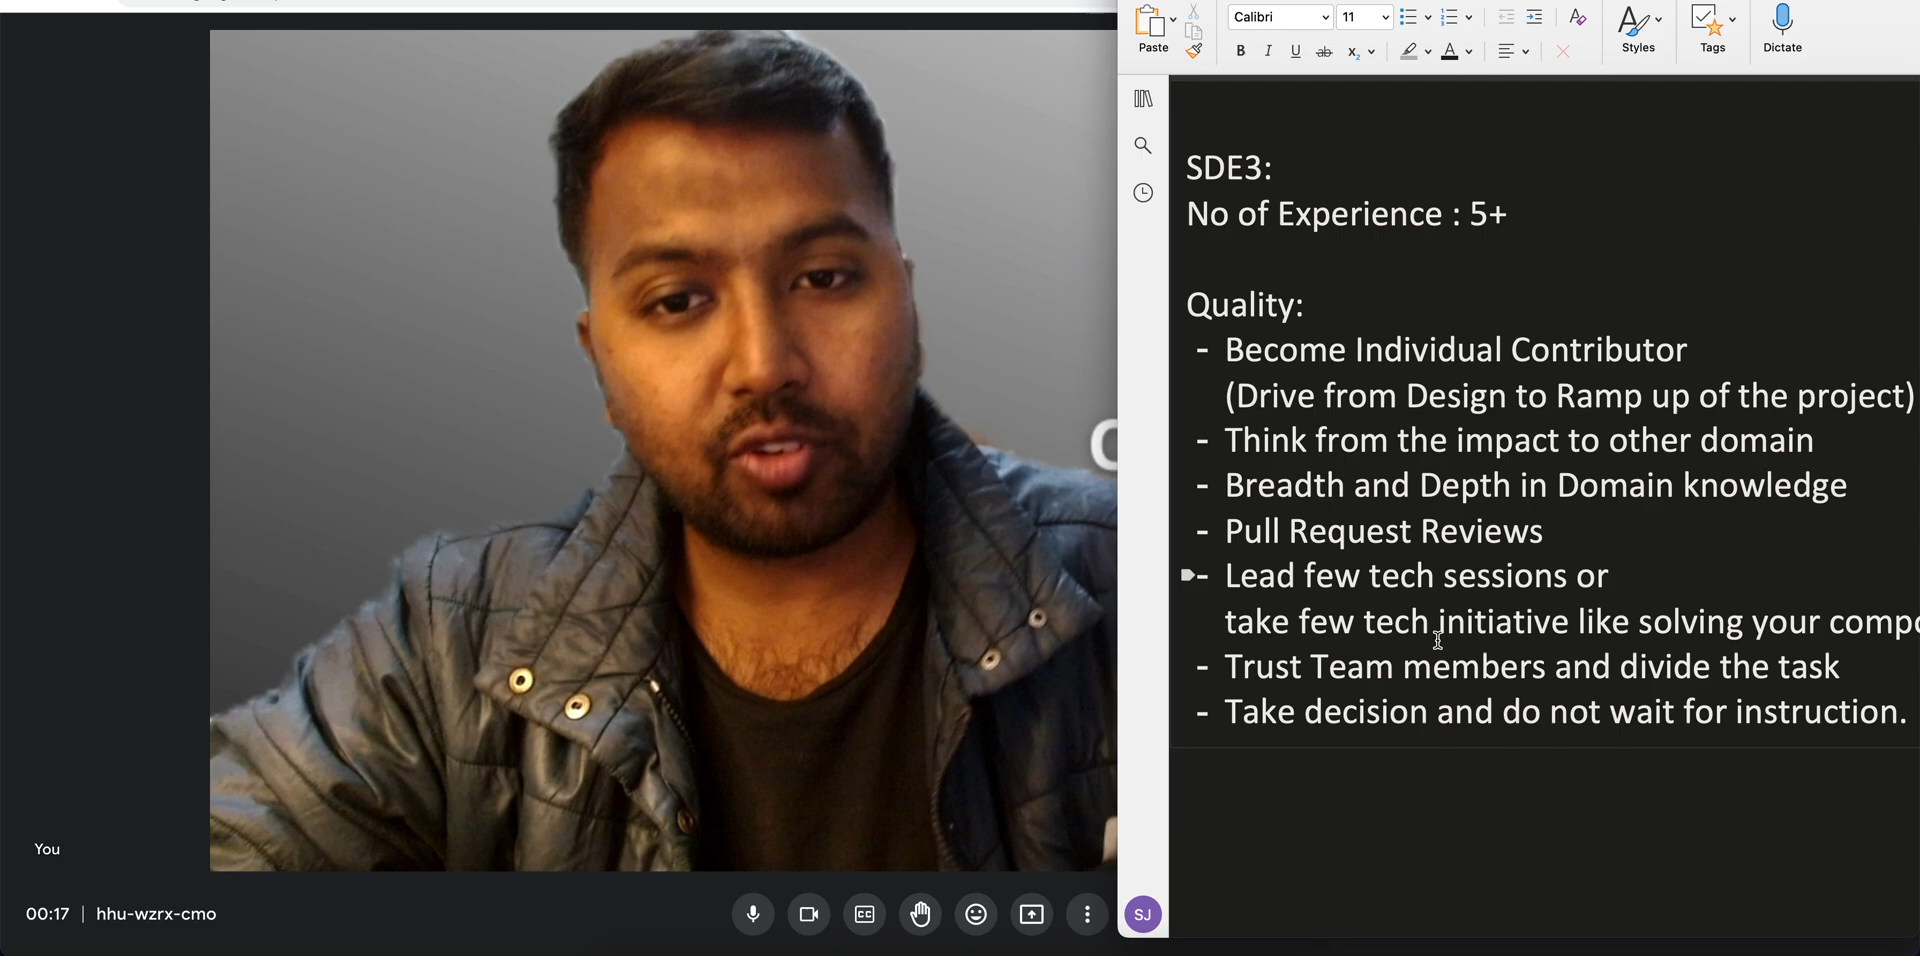 Calibri
11
Paste
B I U ab x₂ A
Styles
Tags
Dictate
SDE3:
No of Experience : 5+
Quality:
- Become Individual Contributor
(Drive from Design to Ramp up of the project)
- Think from the impact to other domain
- Breadth and Depth in Domain knowledge
- Pull Request Reviews
- Lead few tech sessions or
take few tech initiative like solving your
- Trust Team members and divide the task
- Take decision and do not wait for instruction.
You
00:17 | hhu-wzrx-cmo
CC
SJ